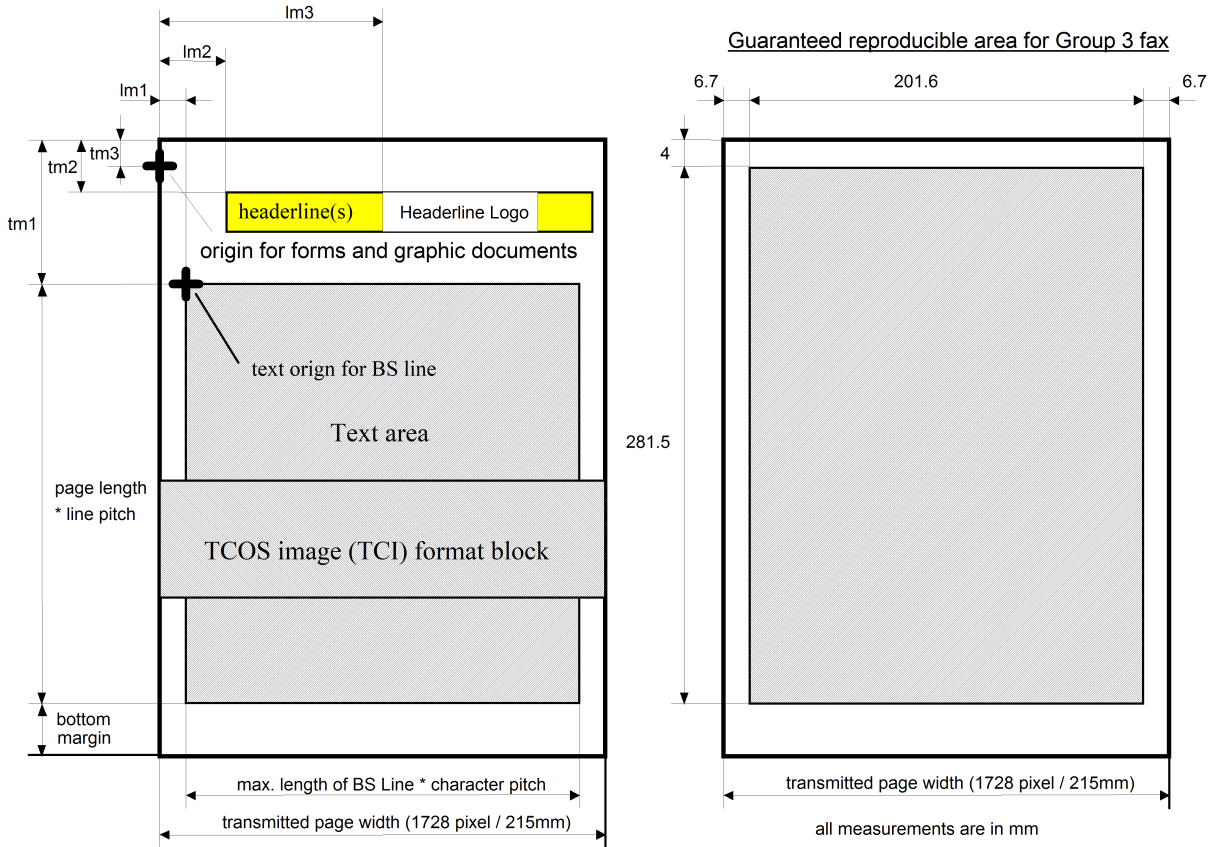 lm3
lm2
lm1
tm3
tm2
tm1
headerline(s)
Headerline Logo
origin for forms and graphic documents
text orign for BS line
Text area
page length
* line pitch
TCOS image (TCI) format block
bottom
margin
max. length of BS Line * character pitch
transmitted page width (1728 pixel / 215mm)
Guaranteed reproducible area for Group 3 fax
6.7
201.6
6.7
4
281.5
transmitted page width (1728 pixel / 215mm)
all measurements are in mm